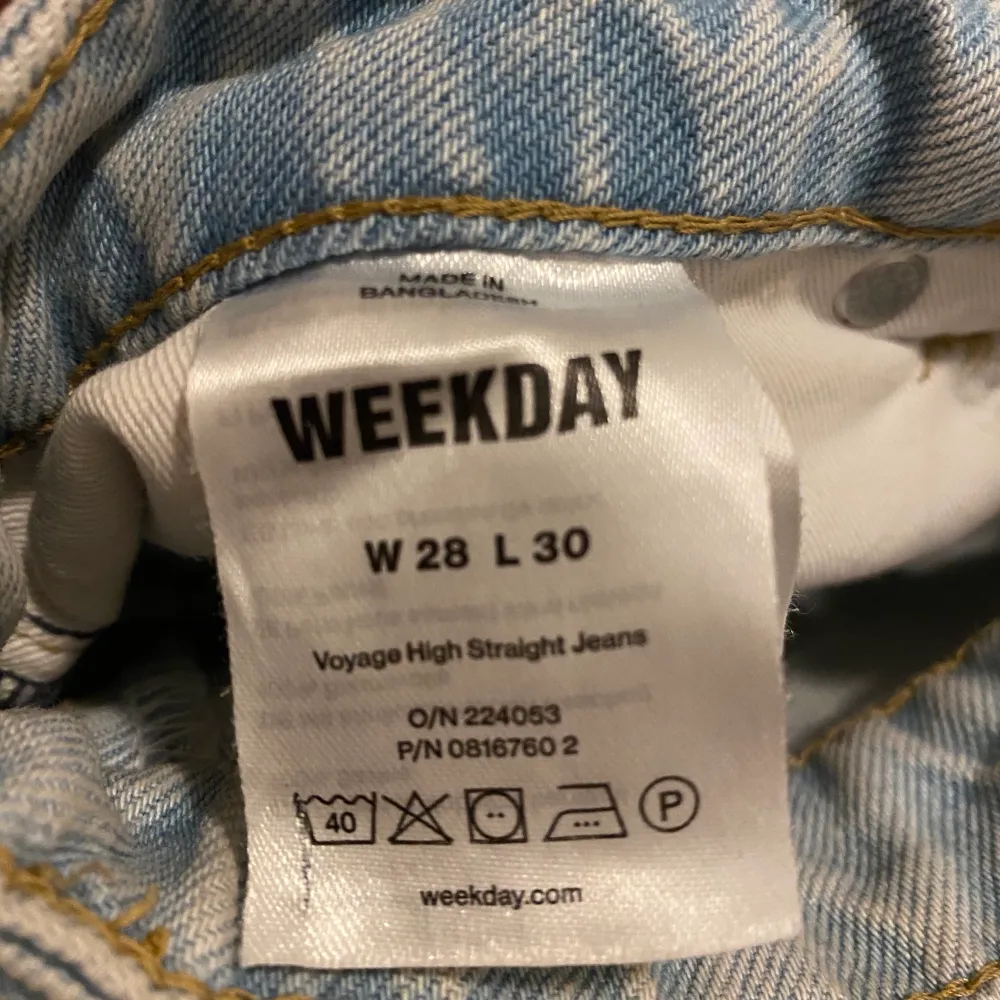 MADE IN
BANGLADESH
WEEKDAY
W 28 L 30
Voyage High Straight Jeans
O/N 224053
P/N 0816760 2
40 P
weekday.com